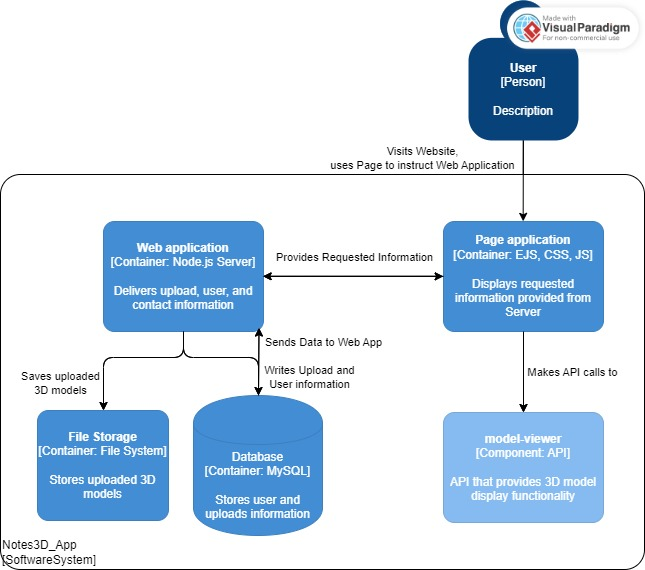 Made with
VisualParadigm
For non-commercial use
User
[Person]
Description
Visits Website,
uses Page to instruct Web Application
Web application
[Container: Node.js Server]
Delivers upload, user, and
contact information
Provides Requested Information
Page application
[Container: EJS, CSS, JS]
Displays requested
information provided from
Server
Sends Data to Web App
Saves uploaded
3D models
Writes Upload and
User information
Makes API calls to
File Storage
[Container: File System]
Stores uploaded 3D
models
Database
[Container: MySQL]
Stores user and
uploads information
model-viewer
[Component: API]
API that provides 3D model
display functionality
Notes3D_App
[SoftwareSystem]